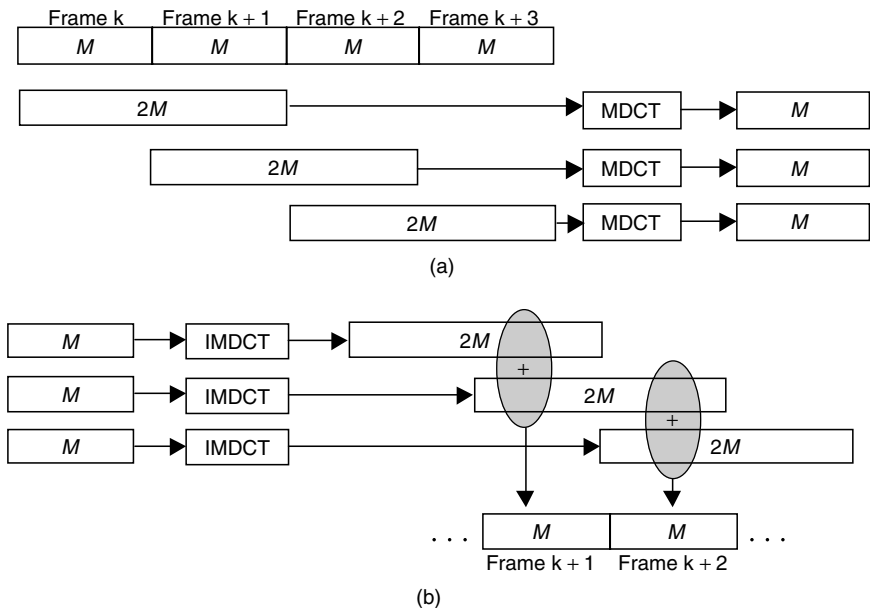 Frame k Frame k + 1 Frame k + 2 Frame k + 3
M M M M
2M MDCT M
2M MDCT M
2M MDCT M
(a)
M IMDCT 2M
+
M IMDCT 2M
+
M IMDCT 2M
. . . M M . . .
Frame k + 1 Frame k + 2
(b)